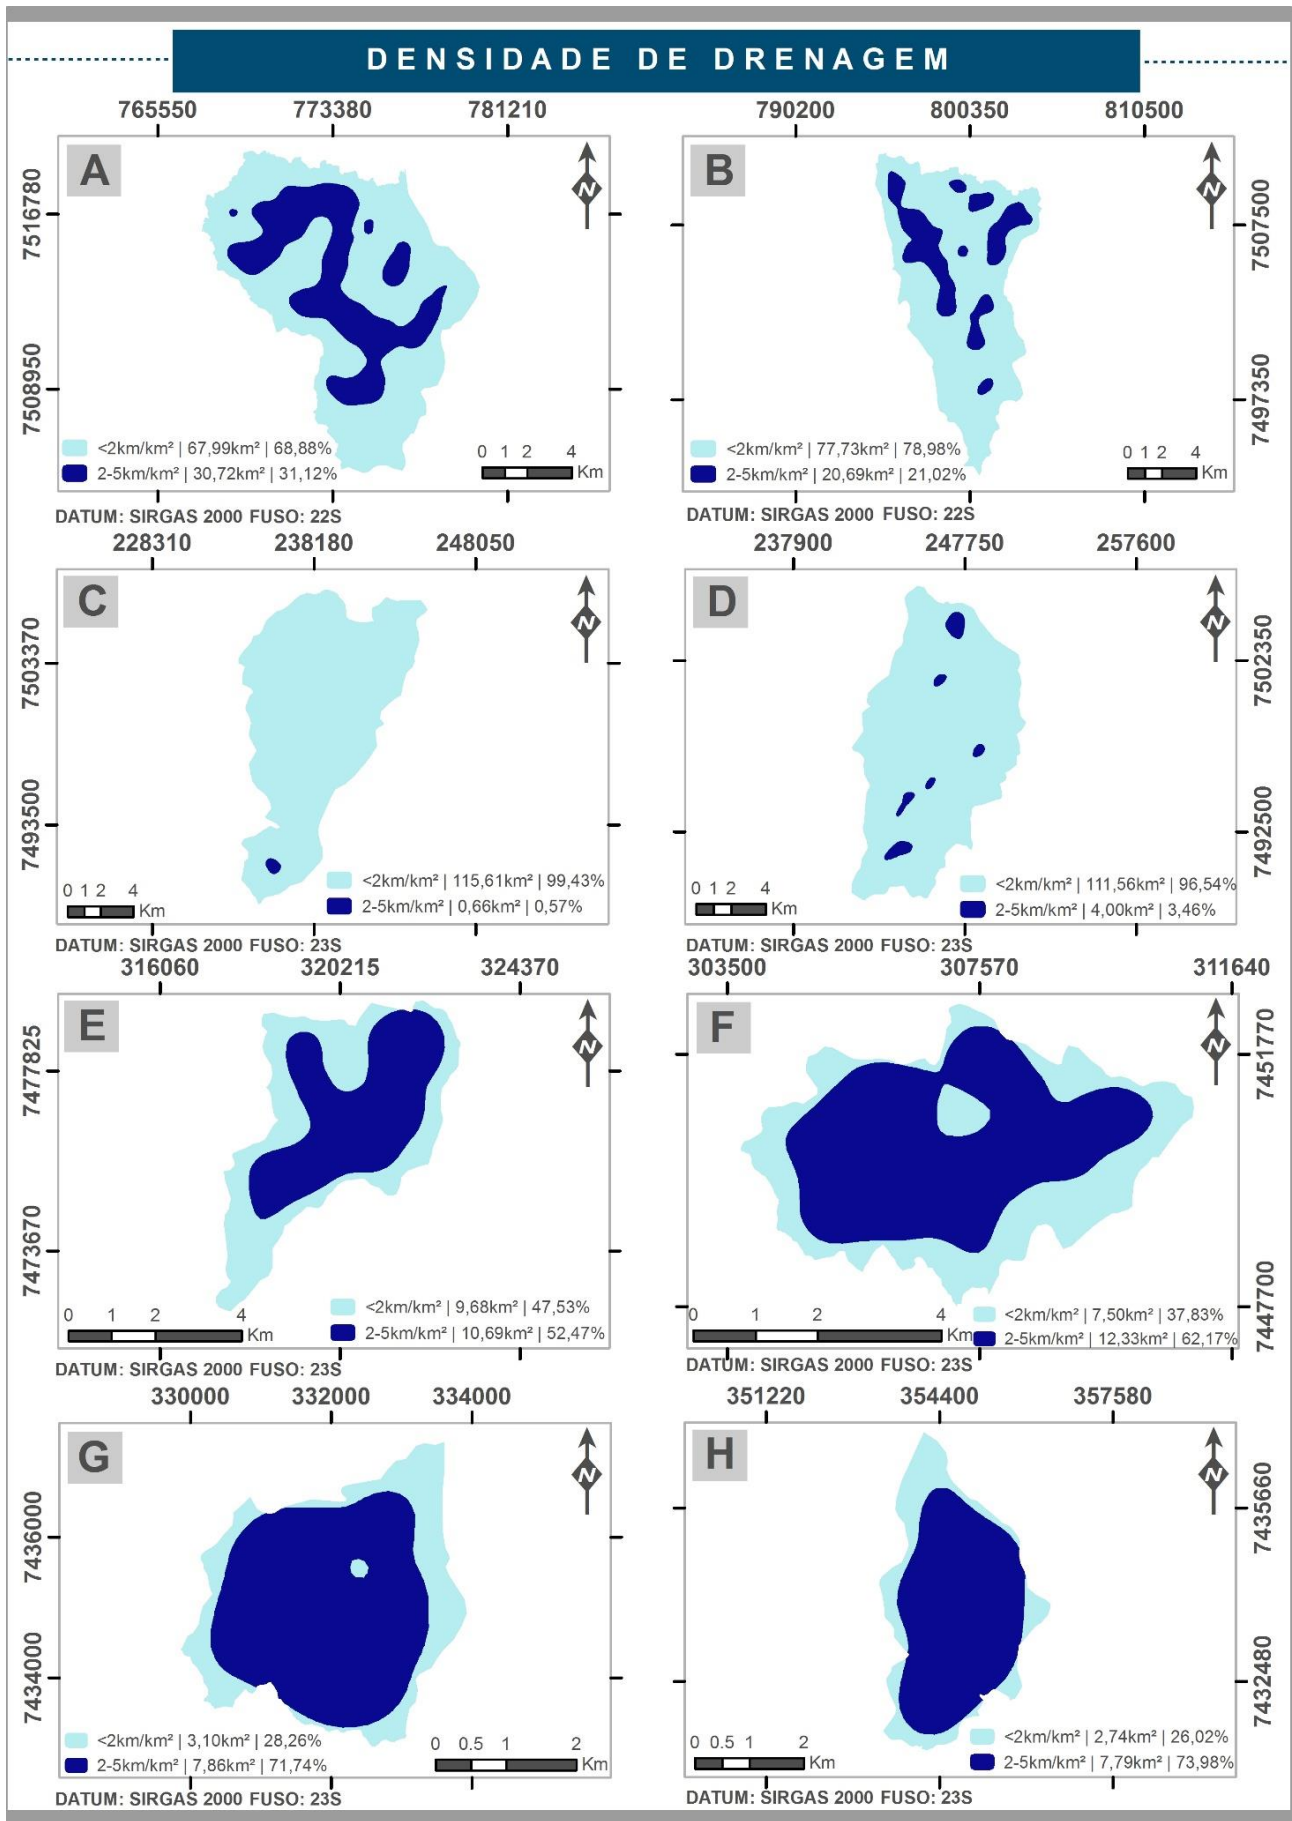 DENSIDADE DE DRENAGEM
765550 773380 781210
A
N
7516780
7508950
<2km/km² | 67,99km² | 68,88%
2-5km/km² | 30,72km² | 31,12%
0 1 2 4
Km
DATUM: SIRGAS 2000 FUSO: 22S
790200 800350 810500
B
N
7507500
7497350
<2km/km² | 77,73km² | 78,98%
2-5km/km² | 20,69km² | 21,02%
0 1 2 4
Km
DATUM: SIRGAS 2000 FUSO: 22S
228310 238180 248050
C
N
7503370
7493500
<2km/km² | 115,61km² | 99,43%
2-5km/km² | 0,66km² | 0,57%
0 1 2 4
Km
DATUM: SIRGAS 2000 FUSO: 23S
237900 247750 257600
D
N
7502350
7492500
<2km/km² | 111,56km² | 96,54%
2-5km/km² | 4,00km² | 3,46%
0 1 2 4
Km
DATUM: SIRGAS 2000 FUSO: 23S
316060 320215 324370
E
N
7477825
7473670
<2km/km² | 9,68km² | 47,53%
2-5km/km² | 10,69km² | 52,47%
0 1 2 4
Km
DATUM: SIRGAS 2000 FUSO: 23S
303500 307570 311640
F
N
7451770
7447700
<2km/km² | 7,50km² | 37,83%
2-5km/km² | 12,33km² | 62,17%
0 1 2 4
Km
DATUM: SIRGAS 2000 FUSO: 23S
330000 332000 334000
G
N
7436000
7434000
<2km/km² | 3,10km² | 28,26%
2-5km/km² | 7,86km² | 71,74%
0 0.5 1 2
Km
DATUM: SIRGAS 2000 FUSO: 23S
351220 354400 357580
H
N
7435660
7432480
<2km/km² | 2,74km² | 26,02%
2-5km/km² | 7,79km² | 73,98%
0 0.5 1 2
Km
DATUM: SIRGAS 2000 FUSO: 23S